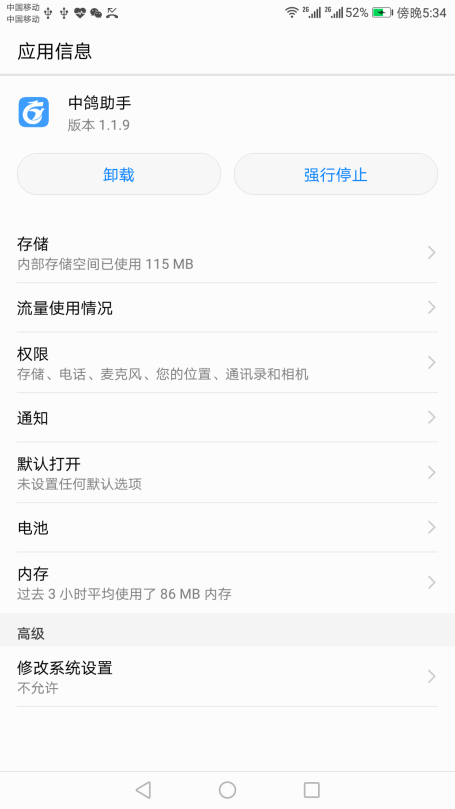 中国移动
中国移动
2G
2G
52%
傍晚5:34
应用信息
中鸽助手
版本 1.1.9
卸载
强行停止
存储
内部存储空间已使用 115 MB
流量使用情况
权限
存储、电话、麦克风、您的位置、通讯录和相机
通知
默认打开
未设置任何默认选项
电池
内存
过去 3 小时平均使用了 86 MB 内存
高级
修改系统设置
不允许